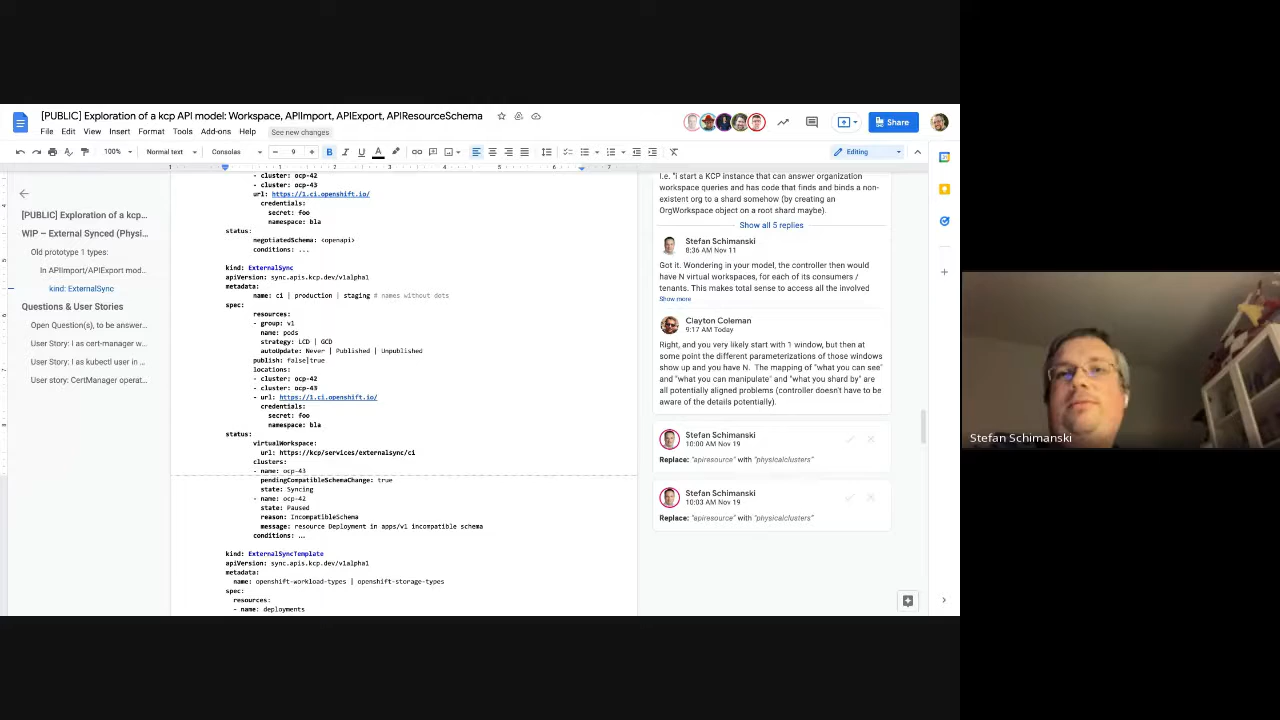 [PUBLIC] Exploration of a kcp API model: Workspace, APIImport, APIExport, APIResourceSchema
File Edit View Insert Format Tools Add-ons Help See new changes
Share
100% Normal text Consolas 9 Editing
1 1 2 3 4 5 6 7
[PUBLIC] Exploration of a kcp...
WIP – External Synced (Physi...
Old prototype 1 types:
In APIImport/APIExport mod...
kind: ExternalSync
Questions & User Stories
Open Question(s), to be answer...
User Story: I as cert-manager w...
User Story: I as kubectl user in ...
User story: CertManager operat...
- cluster: ocp-42
- cluster: ocp-43
url: https://1.ci.openshift.io/
credentials:
secret: foo
namespace: bla
status:
negotiatedSchema: <openapi>
conditions: ...
kind: ExternalSync
apiVersion: sync.apis.kcp.dev/v1alpha1
metadata:
name: ci | production | staging # names without dots
spec:
resources:
- group: v1
name: pods
strategy: LCD | GCD
autoUpdate: Never | Published | Unpublished
publish: false|true
locations:
- cluster: ocp-42
- cluster: ocp-43
- url: https://1.ci.openshift.io/
credentials:
secret: foo
namespace: bla
status:
virtualWorkspace:
url: https://kcp/services/externalsync/ci
clusters:
- name: ocp-43
pendingCompatibleSchemaChange: true
state: Syncing
- name: ocp-42
state: Paused
reason: IncompatibleSchema
message: resource Deployment in apps/v1 incompatible schema
conditions: ...
kind: ExternalSyncTemplate
apiVersion: sync.apis.kcp.dev/v1alpha1
metadata:
name: openshift-workload-types | openshift-storage-types
spec:
resources:
- name: deployments
I.e. "I start a KCP instance that can answer organization
workspace queries and has code that finds and binds a non-
existent org to a shard somehow (by creating an
OrgWorkspace object on a root shard maybe).
Show all 5 replies
Stefan Schimanski
8:36 AM Nov 11
Got it. Wondering in your model, the controller then would
have N virtual workspaces, for each of its consumers /
tenants. This makes total sense to access all the involved
Show more
Clayton Coleman
9:17 AM Today
Right, and you very likely start with 1 window, but then at
some point the different parameterizations of those windows
show up and you have N. The mapping of "what you can see"
and "what you can manipulate" and "what you shard by" are
all potentially aligned problems (controller doesn't have to be
aware of the details potentially).
Stefan Schimanski
10:00 AM Nov 19
Replace: "apiresource" with "physicalclusters"
Stefan Schimanski
10:03 AM Nov 19
Replace: "apiresource" with "physicalclusters"
Stefan Schimanski